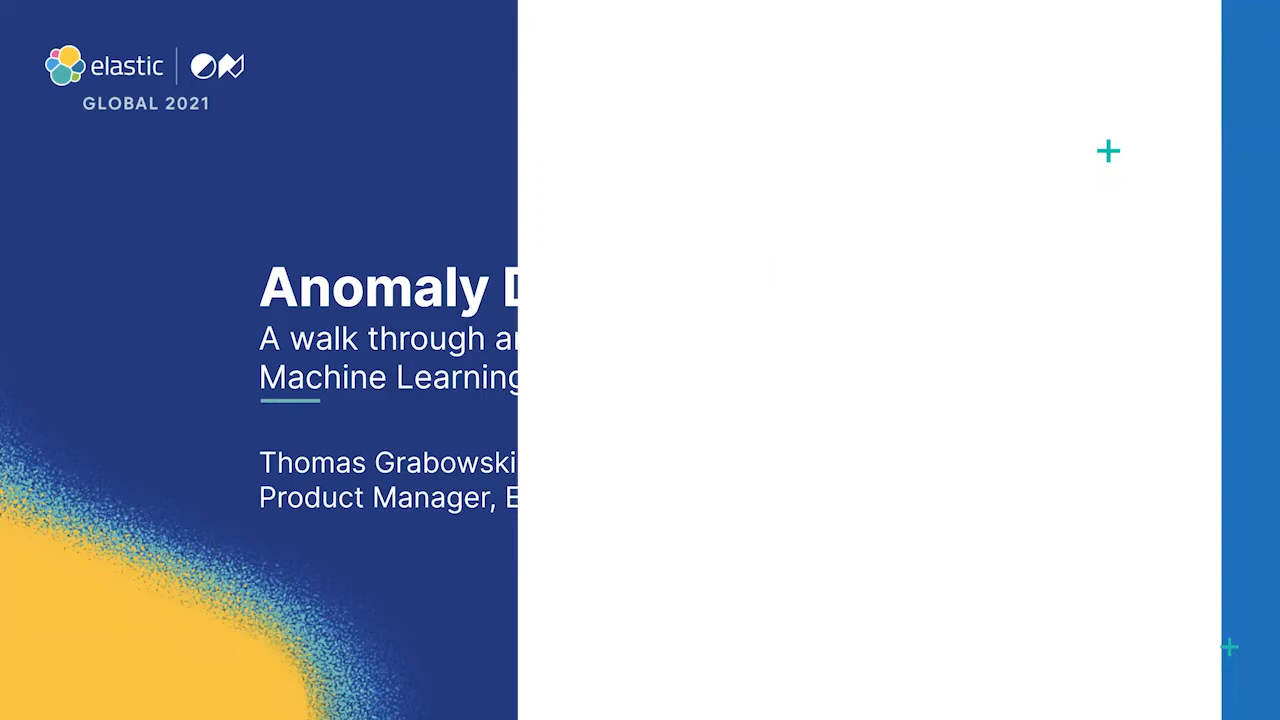 elastic
GLOBAL 2021
Anomaly
A walk through
Machine Learning
Thomas Grabowski
Product Manager,